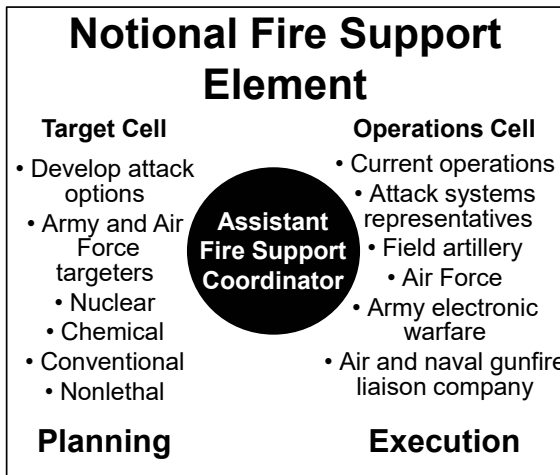 Notional Fire Support
Element
Target Cell
• Develop attack
options
• Army and Air
Force
targeters
• Nuclear
• Chemical
• Conventional
• Nonlethal
Planning
Assistant
Fire Support
Coordinator
Operations Cell
• Current operations
• Attack systems
representatives
• Field artillery
• Air Force
• Army electronic
warfare
• Air and naval gunfire
liaison company
Execution